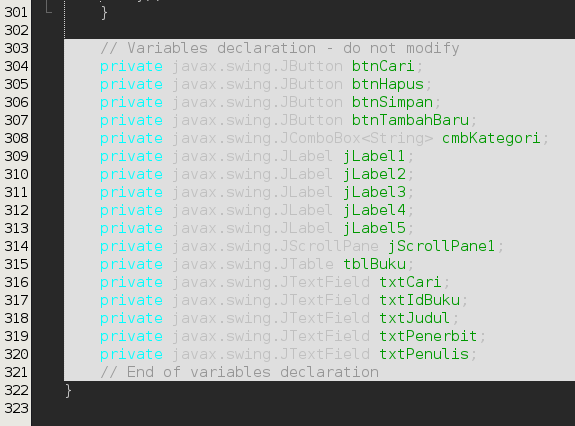 301 }
302
303 // Variables declaration - do not modify
304 private javax.swing.JButton btnCari;
305 private javax.swing.JButton btnHapus;
306 private javax.swing.JButton btnSimpan;
307 private javax.swing.JButton btnTambahBaru;
308 private javax.swing.JComboBox<String> cmbKategori;
309 private javax.swing.JLabel jLabel1;
310 private javax.swing.JLabel jLabel2;
311 private javax.swing.JLabel jLabel3;
312 private javax.swing.JLabel jLabel4;
313 private javax.swing.JLabel jLabel5;
314 private javax.swing.JScrollPane jScrollPane1;
315 private javax.swing.JTable tblBuku;
316 private javax.swing.JTextField txtCari;
317 private javax.swing.JTextField txtIdBuku;
318 private javax.swing.JTextField txtJudul;
319 private javax.swing.JTextField txtPenerbit;
320 private javax.swing.JTextField txtPenulis;
321 // End of variables declaration
322 }
323